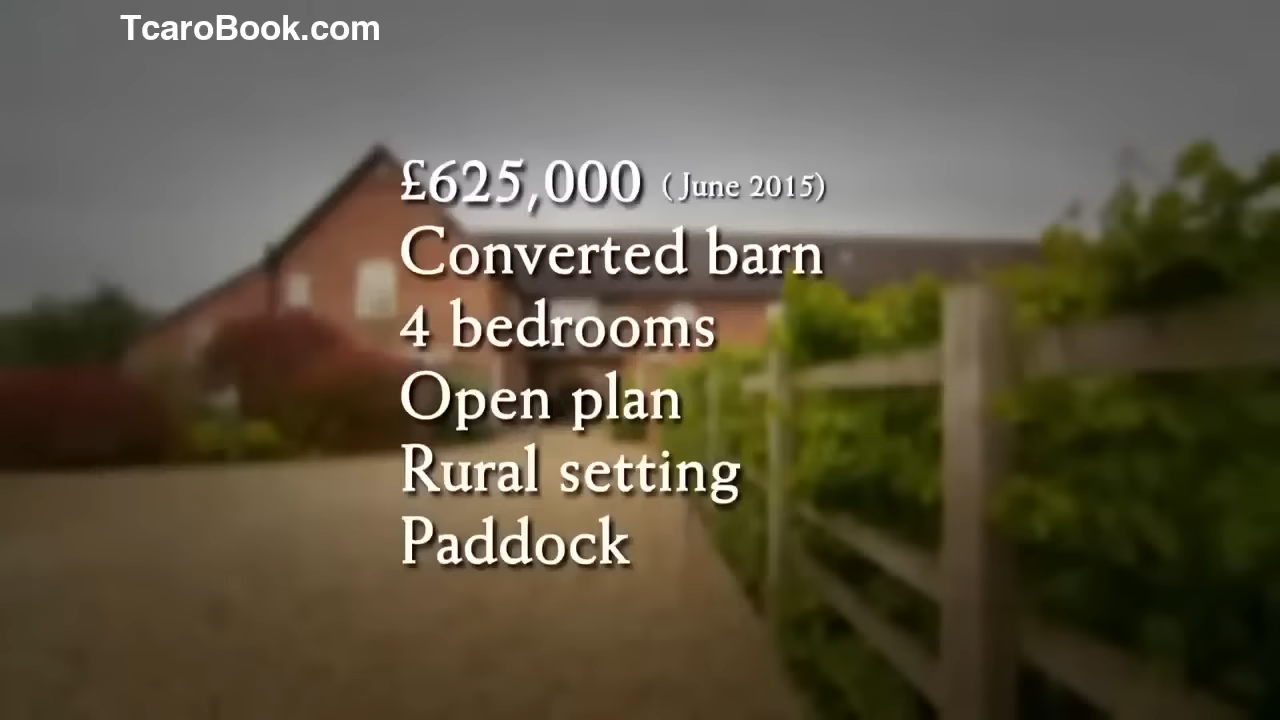 TcaroBook.com
£625,000 (June 2015)
Converted barn
4 bedrooms
Open plan
Rural setting
Paddock